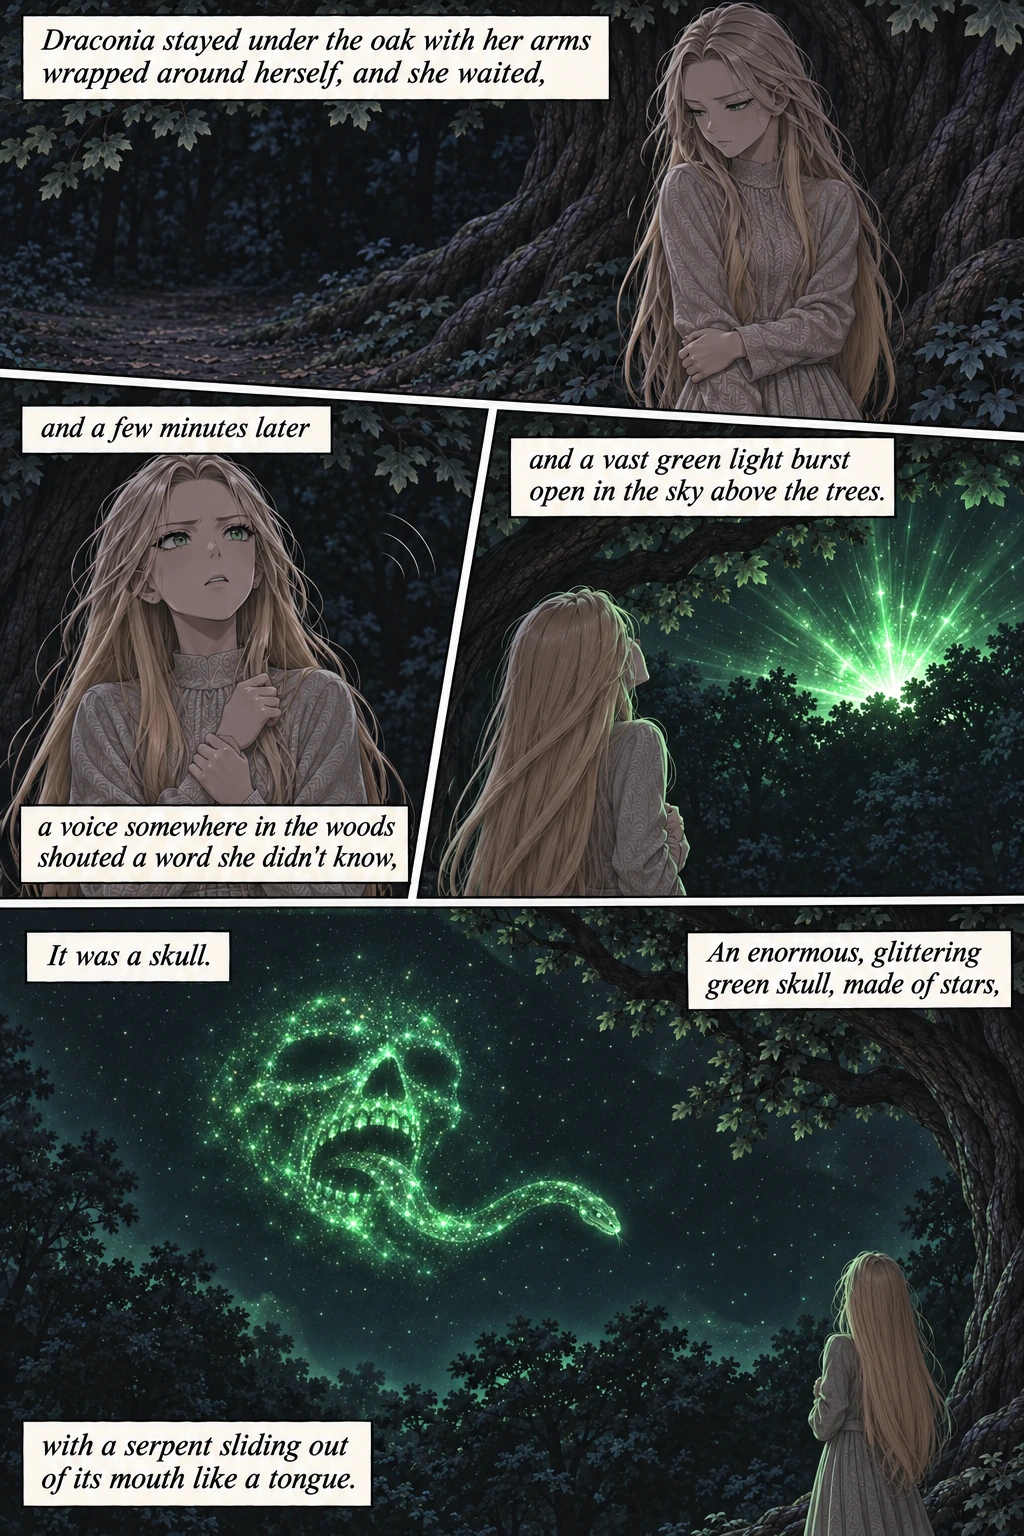 Draconia stayed under the oak with her arms
wrapped around herself, and she waited,
and a few minutes later
a voice somewhere in the woods
shouted a word she didn't know,
and a vast green light burst
open in the sky above the trees.
It was a skull.
An enormous, glittering
green skull, made of stars,
with a serpent sliding out
of its mouth like a tongue.